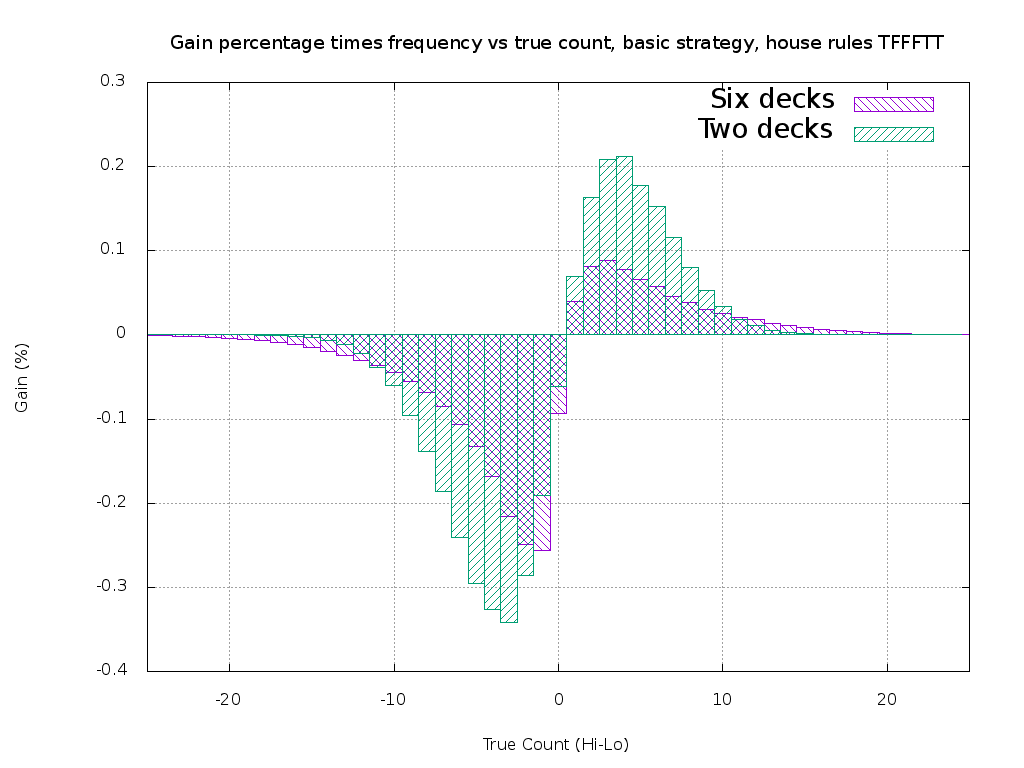 Gain percentage times frequency vs true count, basic strategy, house rules TFFFTT
0.3
Six decks
Two decks
0.2
0.1
0
-0.1
-0.2
-0.3
-0.4
Gain (%)
-20 -10 0 10 20
True Count (Hi-Lo)